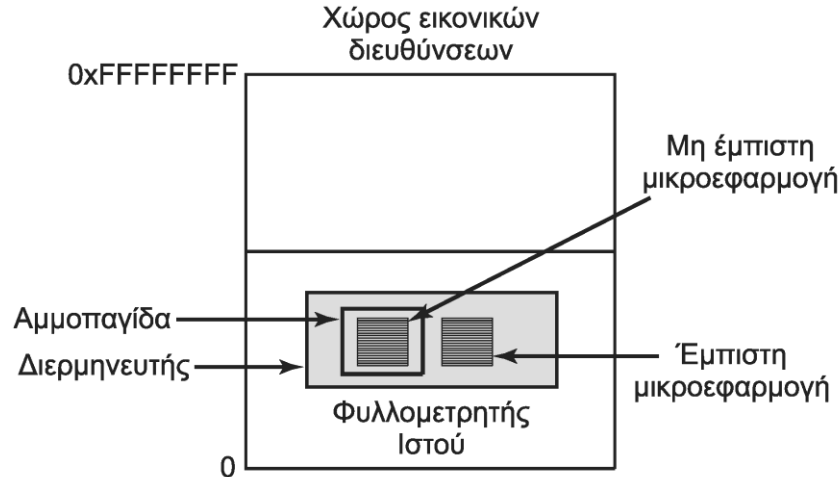 Χώρος εικονικών
διευθύνσεων
0xFFFFFFFF
Μη έμπιστη
μικροεφαρμογή
Αμμοπαγίδα
Διερμηνευτής
Έμπιστη
μικροεφαρμογή
Φυλλομετρητής
Ιστού
0